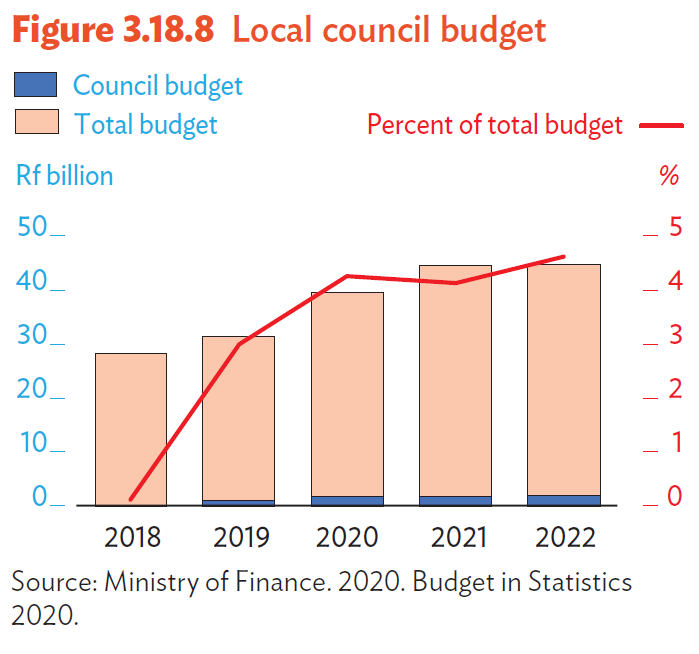 Figure 3.18.8 Local council budget
Council budget
Total budget
Percent of total budget
Rf billion
%
50
5
40
4
30
3
20
2
10
1
0
0
2018 2019 2020 2021 2022
Source: Ministry of Finance. 2020. Budget in Statistics
2020.